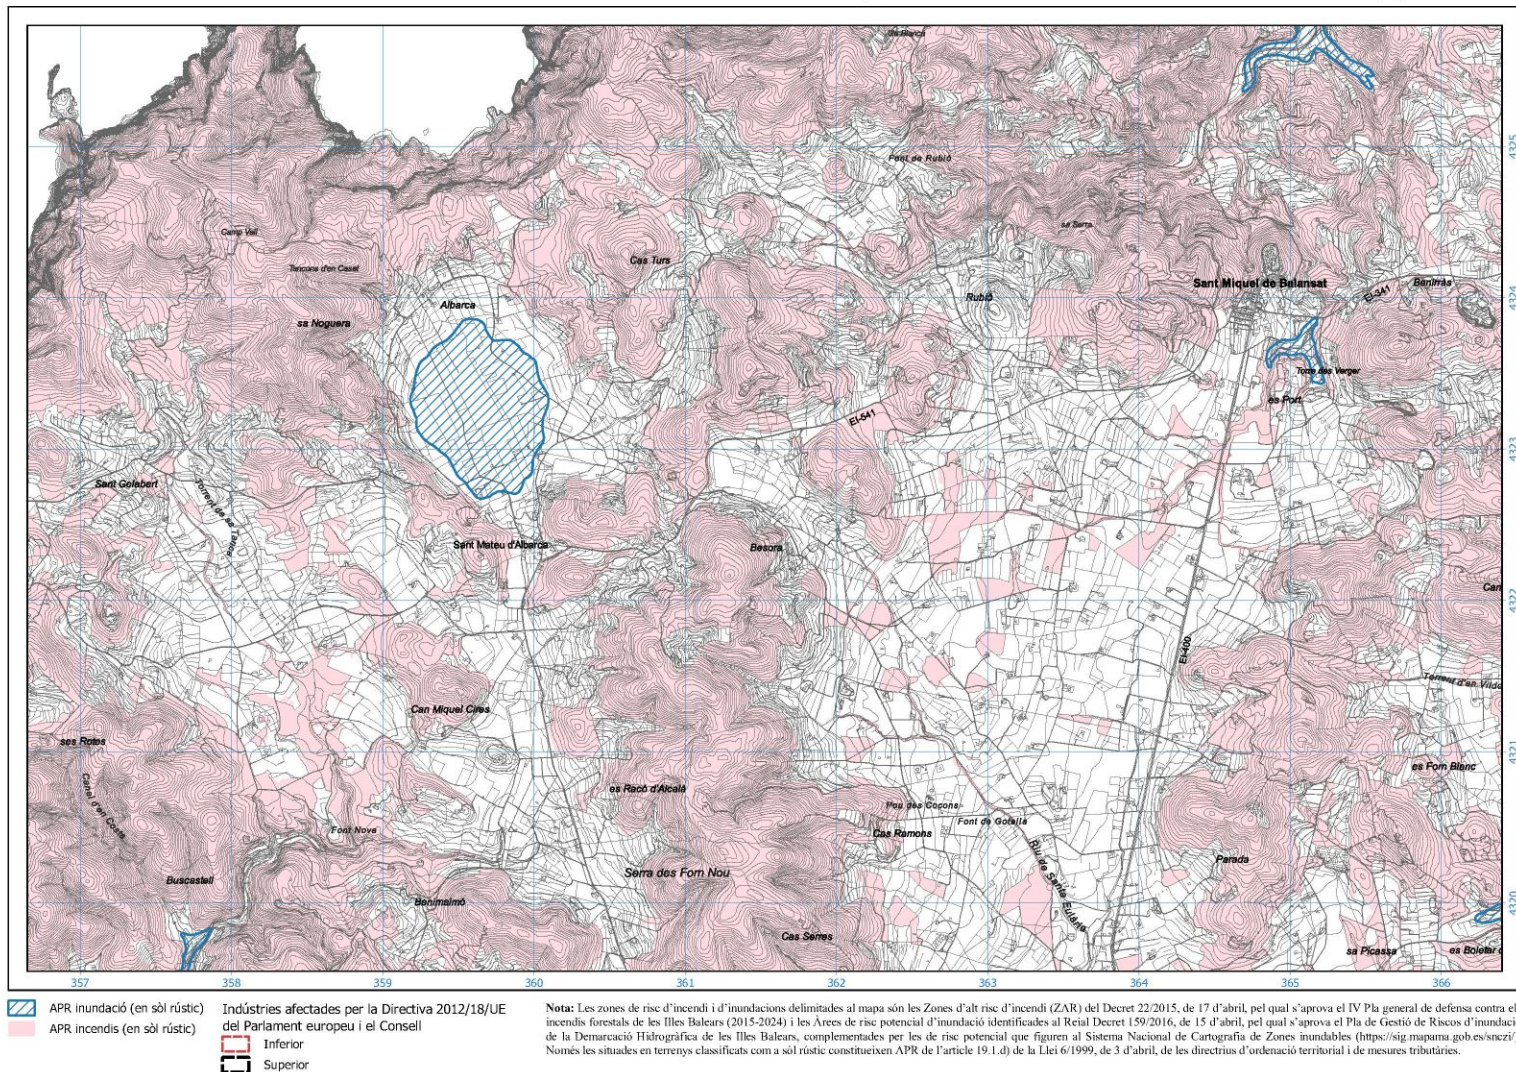 Cas Turs
Font de Rubió
sa Serra
Camp Vell
Tancons d'en Casat
Albarca
sa Noguera
Rubió
Sant Miquel de Balansat
EI-341
Benirràs
Torre des Verger
es Port
EI-541
Sant Gelabert
Sant Mateu d'Albarca
Besora
EI-400
Can Miquel Cires
ses Rotes
Canal d'en Costa
es Racó d'Alcalà
es Forn Blanc
Torrent d'en Vilde
Pou des Cocons
Font de Gotella
Cas Ramons
Font Nova
Riu de Santa Eulària
Parada
Serra des Forn Nou
Buscastell
Benimaimó
Cas Serres
sa Picassa
4325
4324
4323
4322
4321
4320
357 358 359 360 361 362 363 364 365 366
APR inundació (en sòl rústic)
APR incendis (en sòl rústic)
Indústries afectades per la Directiva 2012/18/UE
del Parlament europeu i el Consell
Inferior
Superior
Nota: Les zones de risc d'incendi i d'inundacions delimitades al mapa són les Zones d'alt risc d'incendi (ZAR) del Decret 22/2015, de 17 d'abril, pel qual s'aprova el IV Pla general de defensa contra el
incendis forestals de les Illes Balears (2015-2024) i les Àrees de risc potencial d'inundació identificades al Reial Decret 159/2016, de 15 d'abril, pel qual s'aprova el Pla de Gestió de Riscos d'inundaci
de la Demarcació Hidrogràfica de les Illes Balears, complementades per les de risc potencial que figuren al Sistema Nacional de Cartografia de Zones inundables (https://sig.mapama.gob.es/snczi/
Només les situades en terrenys classificats com a sòl rústic constitueixen APR de l'article 19.1.d) de la Llei 6/1999, de 3 d'abril, de les directrius d'ordenació territorial i de mesures tributàries.